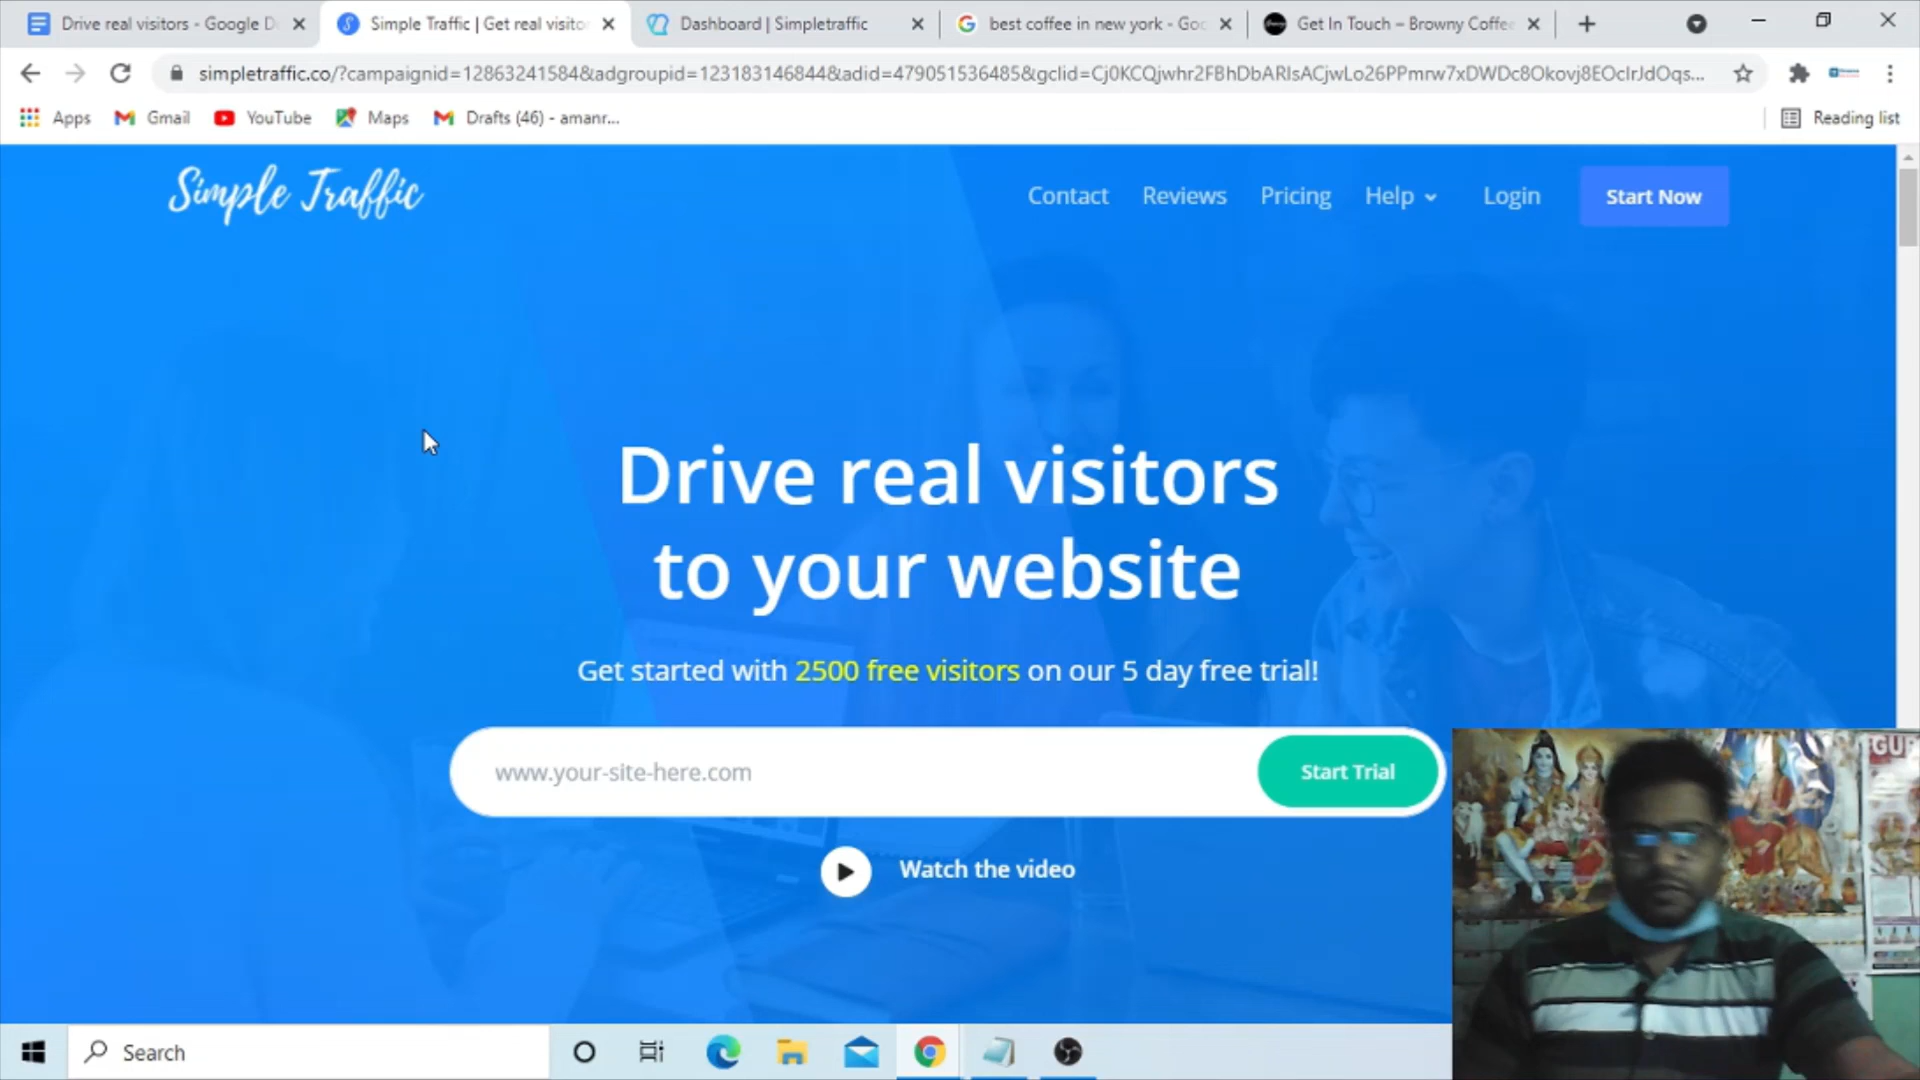 Drive real visitors - Google D
Simple Traffic | Get real visito
Dashboard | Simpletraffic
best coffee in new york - Goo
Get In Touch – Browny Coffee
simpletraffic.co/?campaignid=12863241584&adgroupid=123183146844&adid=479051536485&gclid=Cj0KCQjwhr2FBhDbARIsACjwLo26PPmrw7xDWDc8Okovj8EOclrJdOqs...
Apps
Gmail
YouTube
Maps
Drafts (46) - amanr...
Reading list
Simple Traffic
Contact
Reviews
Pricing
Help
Login
Start Now
Drive real visitors
to your website
Get started with 2500 free visitors on our 5 day free trial!
www.your-site-here.com
Start Trial
Watch the video
GU
Search